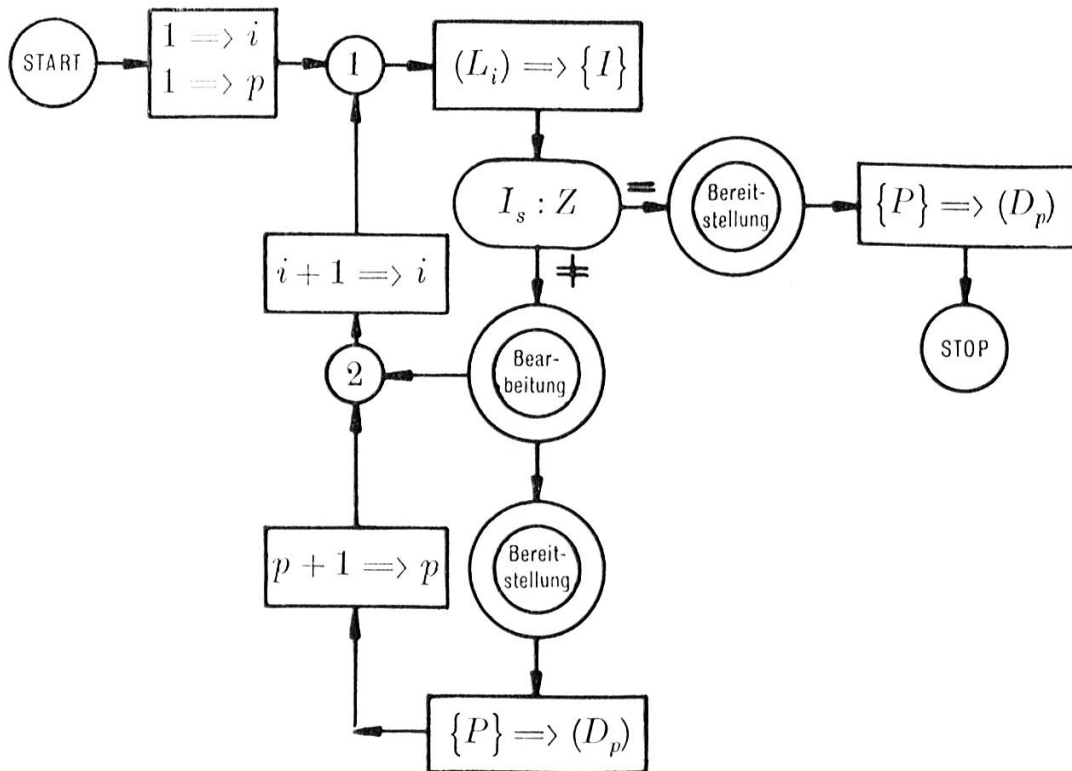 START
1 => i
1 => p
1
(L_i) => {I}
I_s : Z
=
Bereit-
stellung
{P} => (D_p)
≠
i + 1 => i
STOP
2
Bear-
beitung
Bereit-
stellung
p + 1 => p
{P} => (D_p)